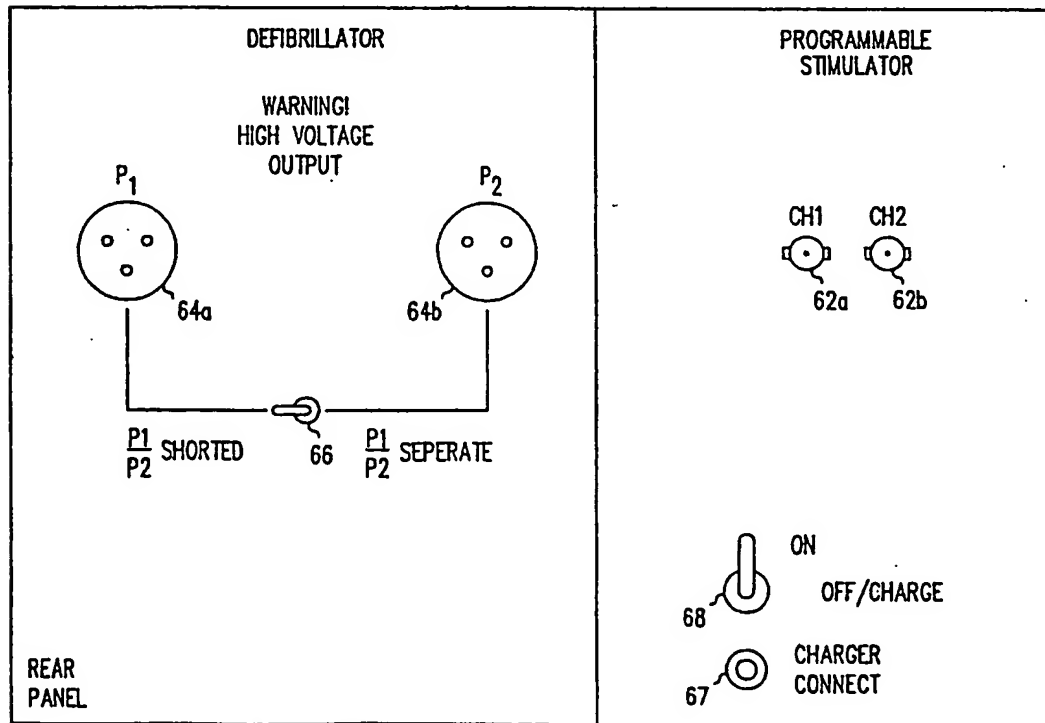 DEFIBRILLATOR
WARNING!
HIGH VOLTAGE
OUTPUT
P1
P2
64a
64b
P1
P2 SHORTED
66
P1
P2 SEPERATE
REAR
PANEL
PROGRAMMABLE
STIMULATOR
CH1
CH2
62a
62b
ON
OFF/CHARGE
68
67
CHARGER
CONNECT